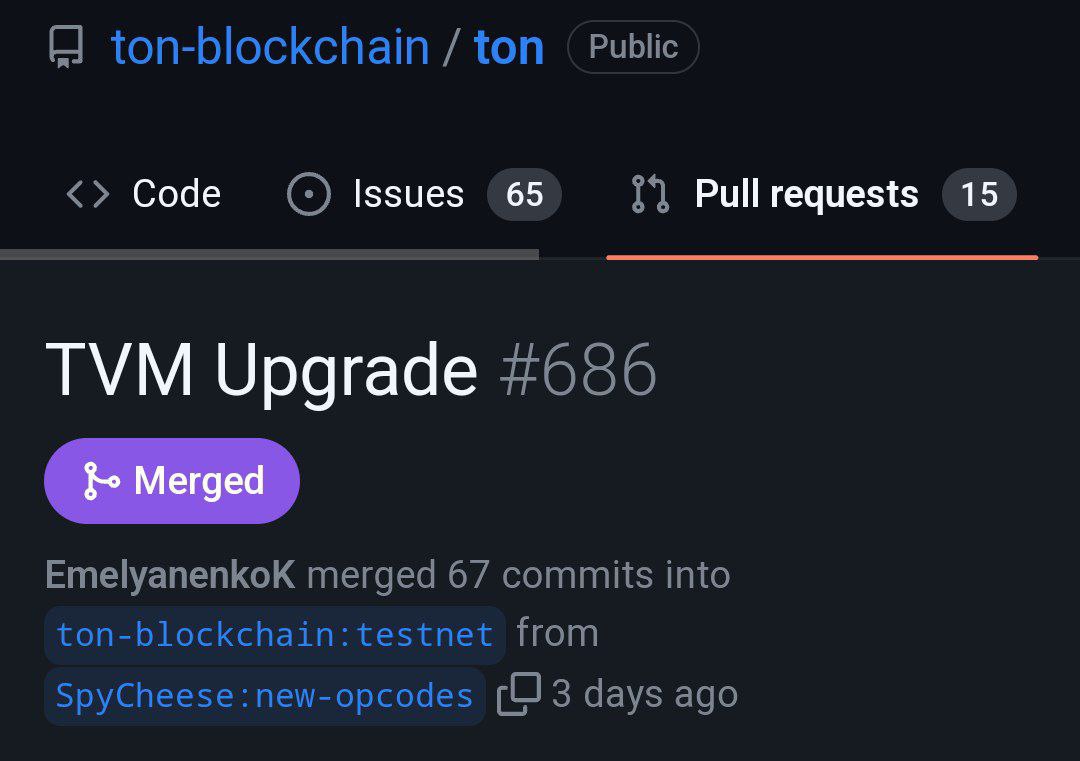 ton-blockchain / ton Public
Code Issues 65 Pull requests 15
TVM Upgrade #686
Merged
EmelyanenkoK merged 67 commits into
ton-blockchain:testnet from
SpyCheese:new-opcodes 3 days ago